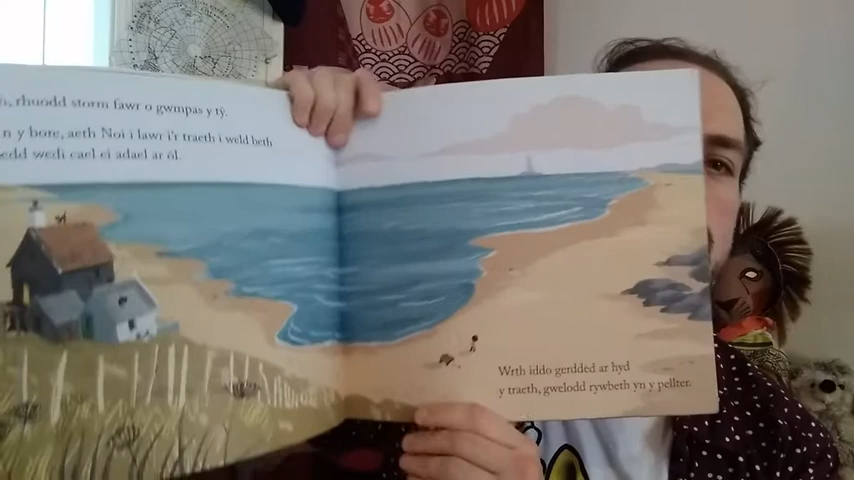 rhuodd storm fawr o gwmpas y tŷ.
n y bore, aeth Noi i lawr i'r traeth i weld beth
edd wedi cael ei adael ar ôl.
Wrth iddo gerdded ar hyd
y traeth, gwelodd rywbeth yn y pellter.